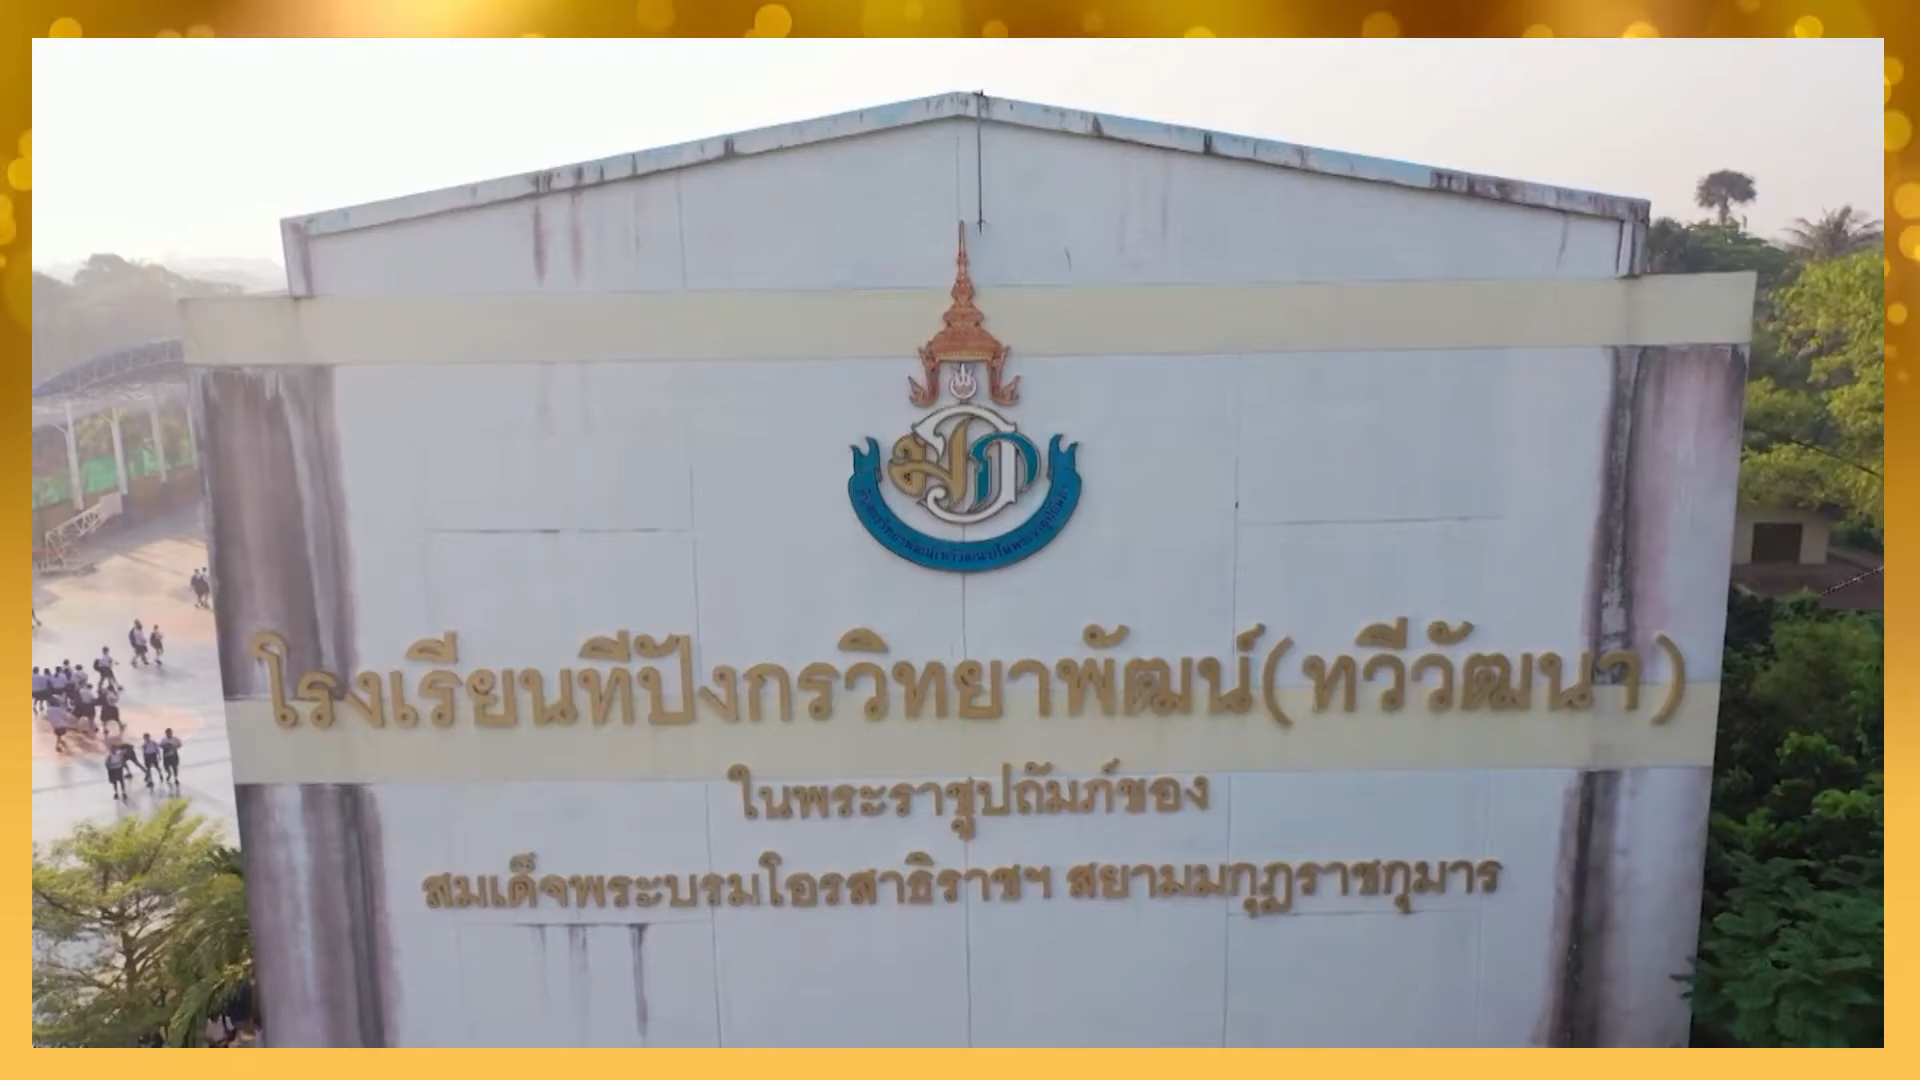 โรงเรียนทีปังกรวิทยาพัฒน์(ทวีวัฒนา)
ในพระราชูปถัมภ์ของ
สมเด็จพระบรมโอรสาธิราชฯ สยามมกุฎราชกุมาร